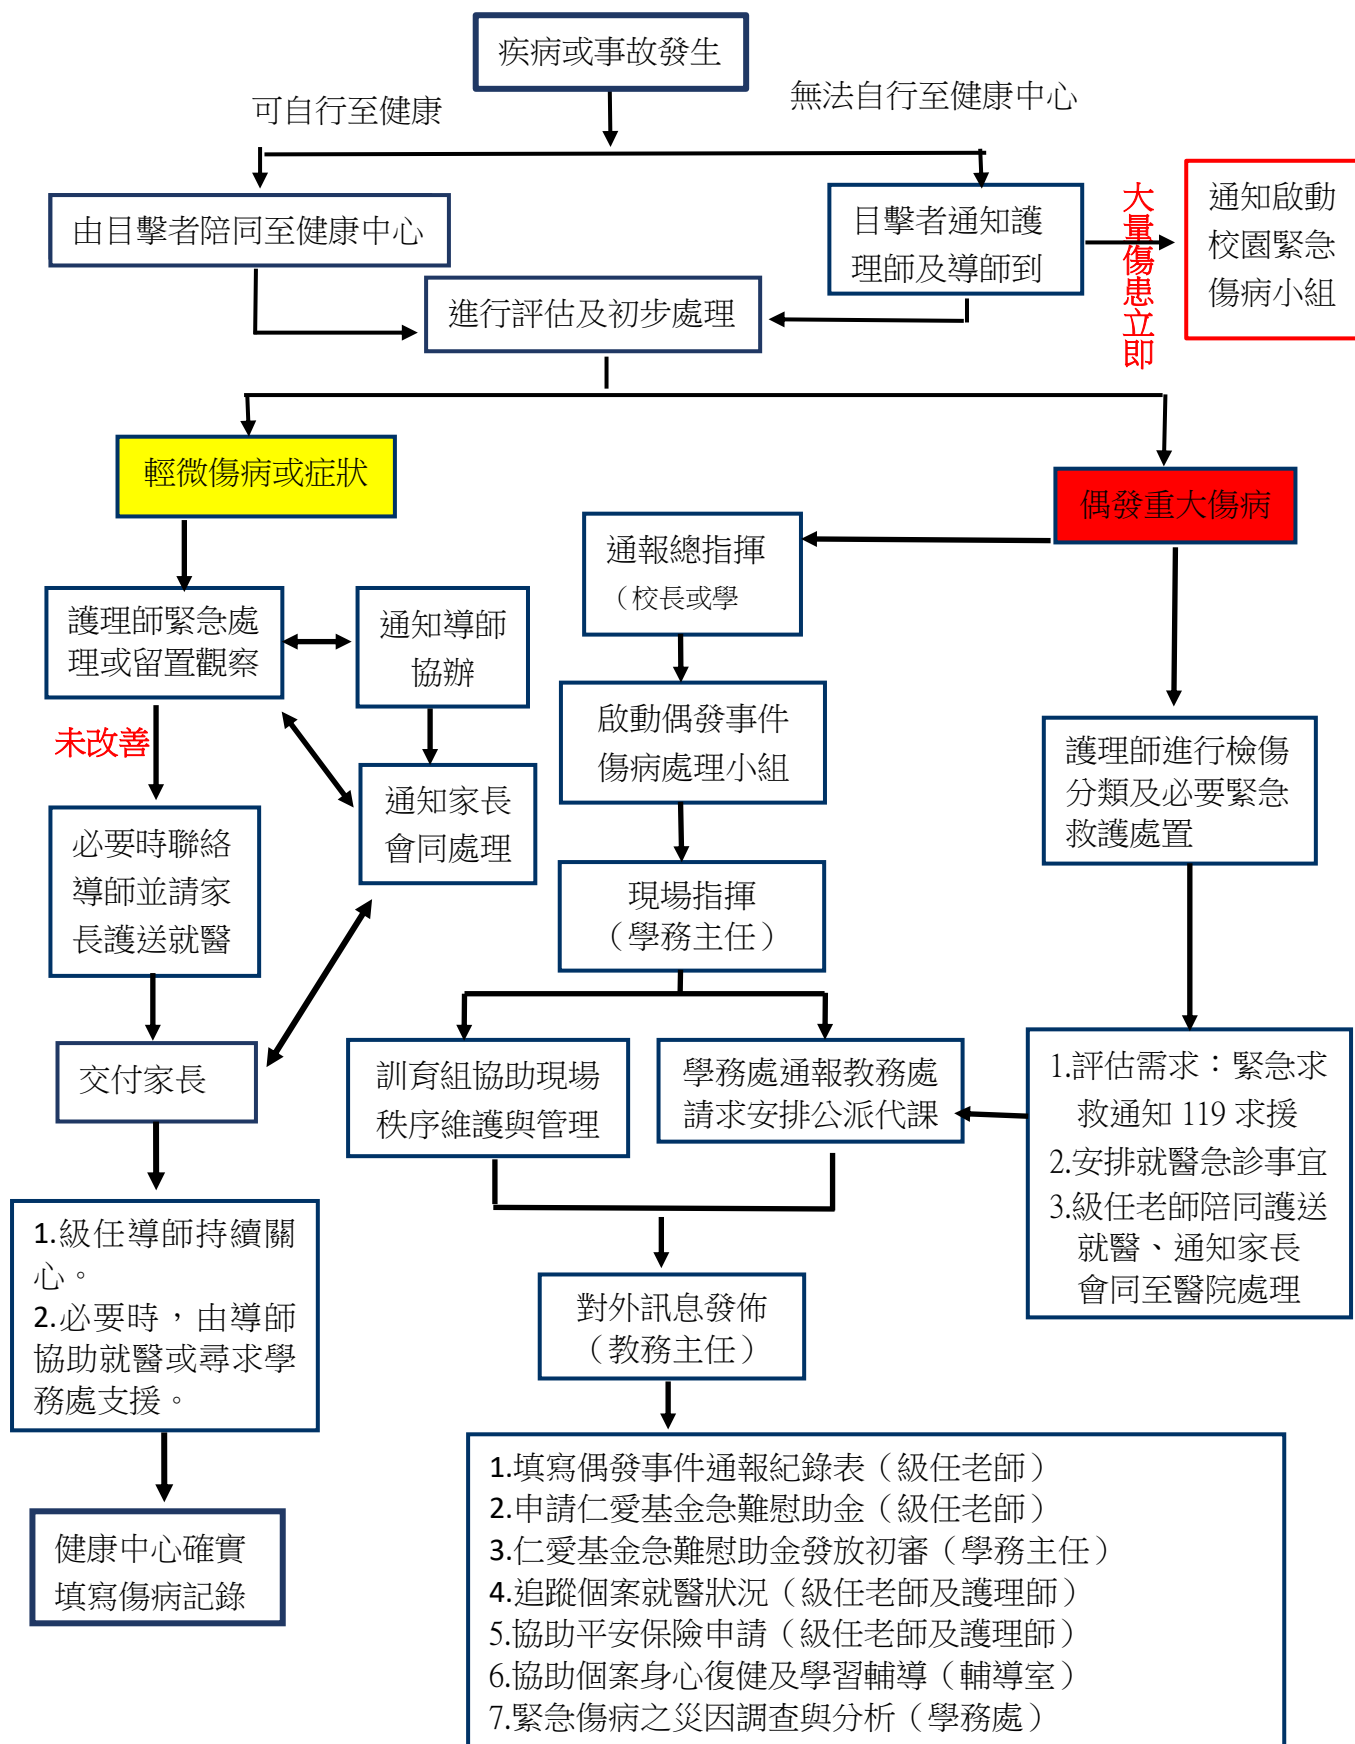 疾病或事故發生
可自行至健康
無法自行至健康中心
由目擊者陪同至健康中心
目擊者通知護
理師及導師到
大量傷患立即
通知啟動
校園緊急
傷病小組
進行評估及初步處理
輕微傷病或症狀
偶發重大傷病
護理師緊急處
理或留置觀察
通知導師
協辦
通報總指揮
（校長或學
未改善
通知家長
會同處理
啟動偶發事件
傷病處理小組
護理師進行檢傷
分類及必要緊急
救護處置
必要時聯絡
導師並請家
長護送就醫
現場指揮
（學務主任）
交付家長
訓育組協助現場
秩序維護與管理
學務處通報教務處
請求安排公派代課
1.評估需求：緊急求
救通知 119 求援
2.安排就醫急診事宜
3.級任老師陪同護送
就醫、通知家長
會同至醫院處理
1.級任導師持續關
心。
2.必要時，由導師
協助就醫或尋求學
務處支援。
對外訊息發佈
（教務主任）
健康中心確實
填寫傷病記錄
1.填寫偶發事件通報紀錄表（級任老師）
2.申請仁愛基金急難慰助金（級任老師）
3.仁愛基金急難慰助金發放初審（學務主任）
4.追蹤個案就醫狀況（級任老師及護理師）
5.協助平安保險申請（級任老師及護理師）
6.協助個案身心復健及學習輔導（輔導室）
7.緊急傷病之災因調查與分析（學務處）